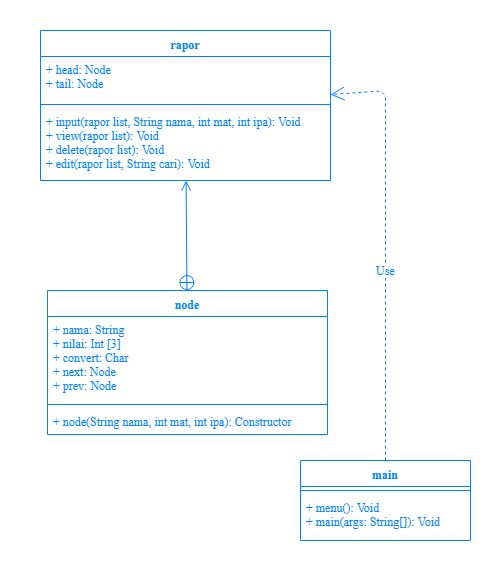 rapor
+ head: Node
+ tail: Node
+ input(rapor list, String nama, int mat, int ipa): Void
+ view(rapor list): Void
+ delete(rapor list): Void
+ edit(rapor list, String cari): Void
Use
node
+ nama: String
+ nilai: Int [3]
+ convert: Char
+ next: Node
+ prev: Node
+ node(String nama, int mat, int ipa): Constructor
main
+ menu(): Void
+ main(args: String[]): Void